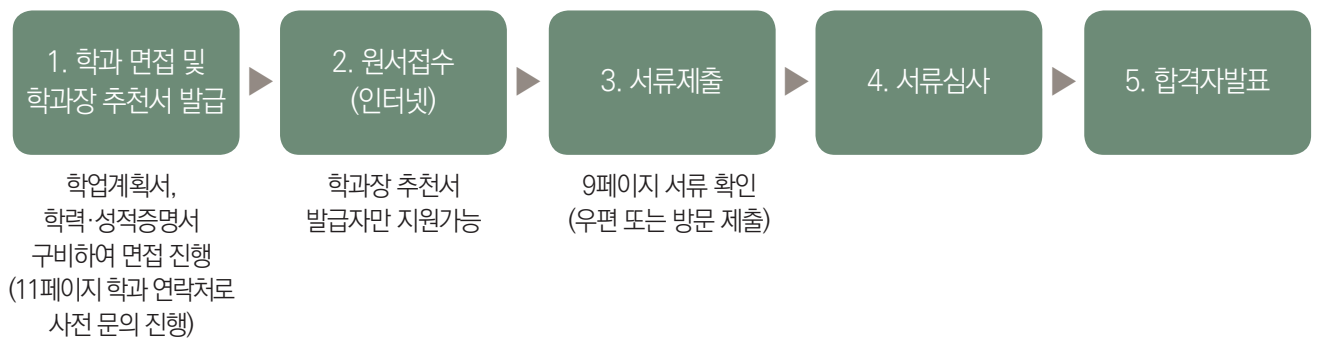 1. 학과 면접 및
학과장 추천서 발급
2. 원서접수
(인터넷)
3. 서류제출
4. 서류심사
5. 합격자발표
학업계획서,
학력·성적증명서
구비하여 면접 진행
(11페이지 학과 연락처로
사전 문의 진행)
학과장 추천서
발급자만 지원가능
9페이지 서류 확인
(우편 또는 방문 제출)